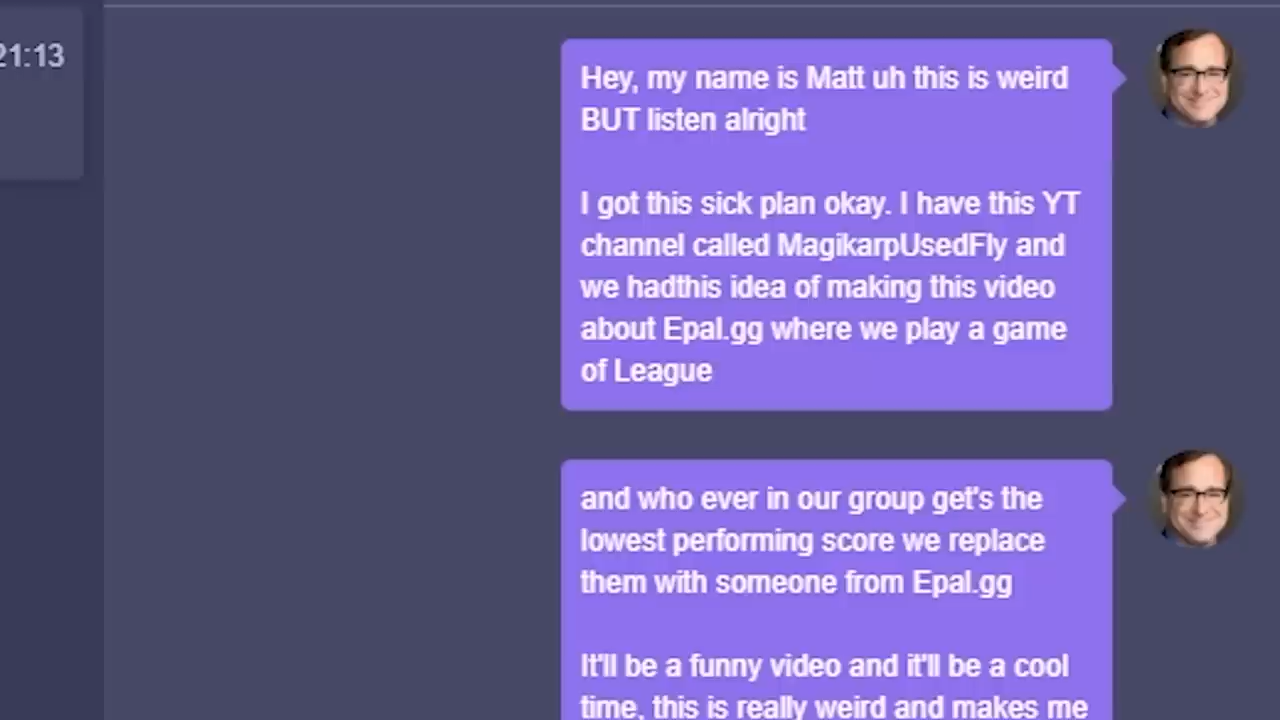 21:13
Hey, my name is Matt uh this is weird
BUT listen alright
I got this sick plan okay. I have this YT
channel called MagikarpUsedFly and
we hadthis idea of making this video
about Epal.gg where we play a game
of League
and who ever in our group get's the
lowest performing score we replace
them with someone from Epal.gg
It'll be a funny video and it'll be a cool
time, this is really weird and makes me